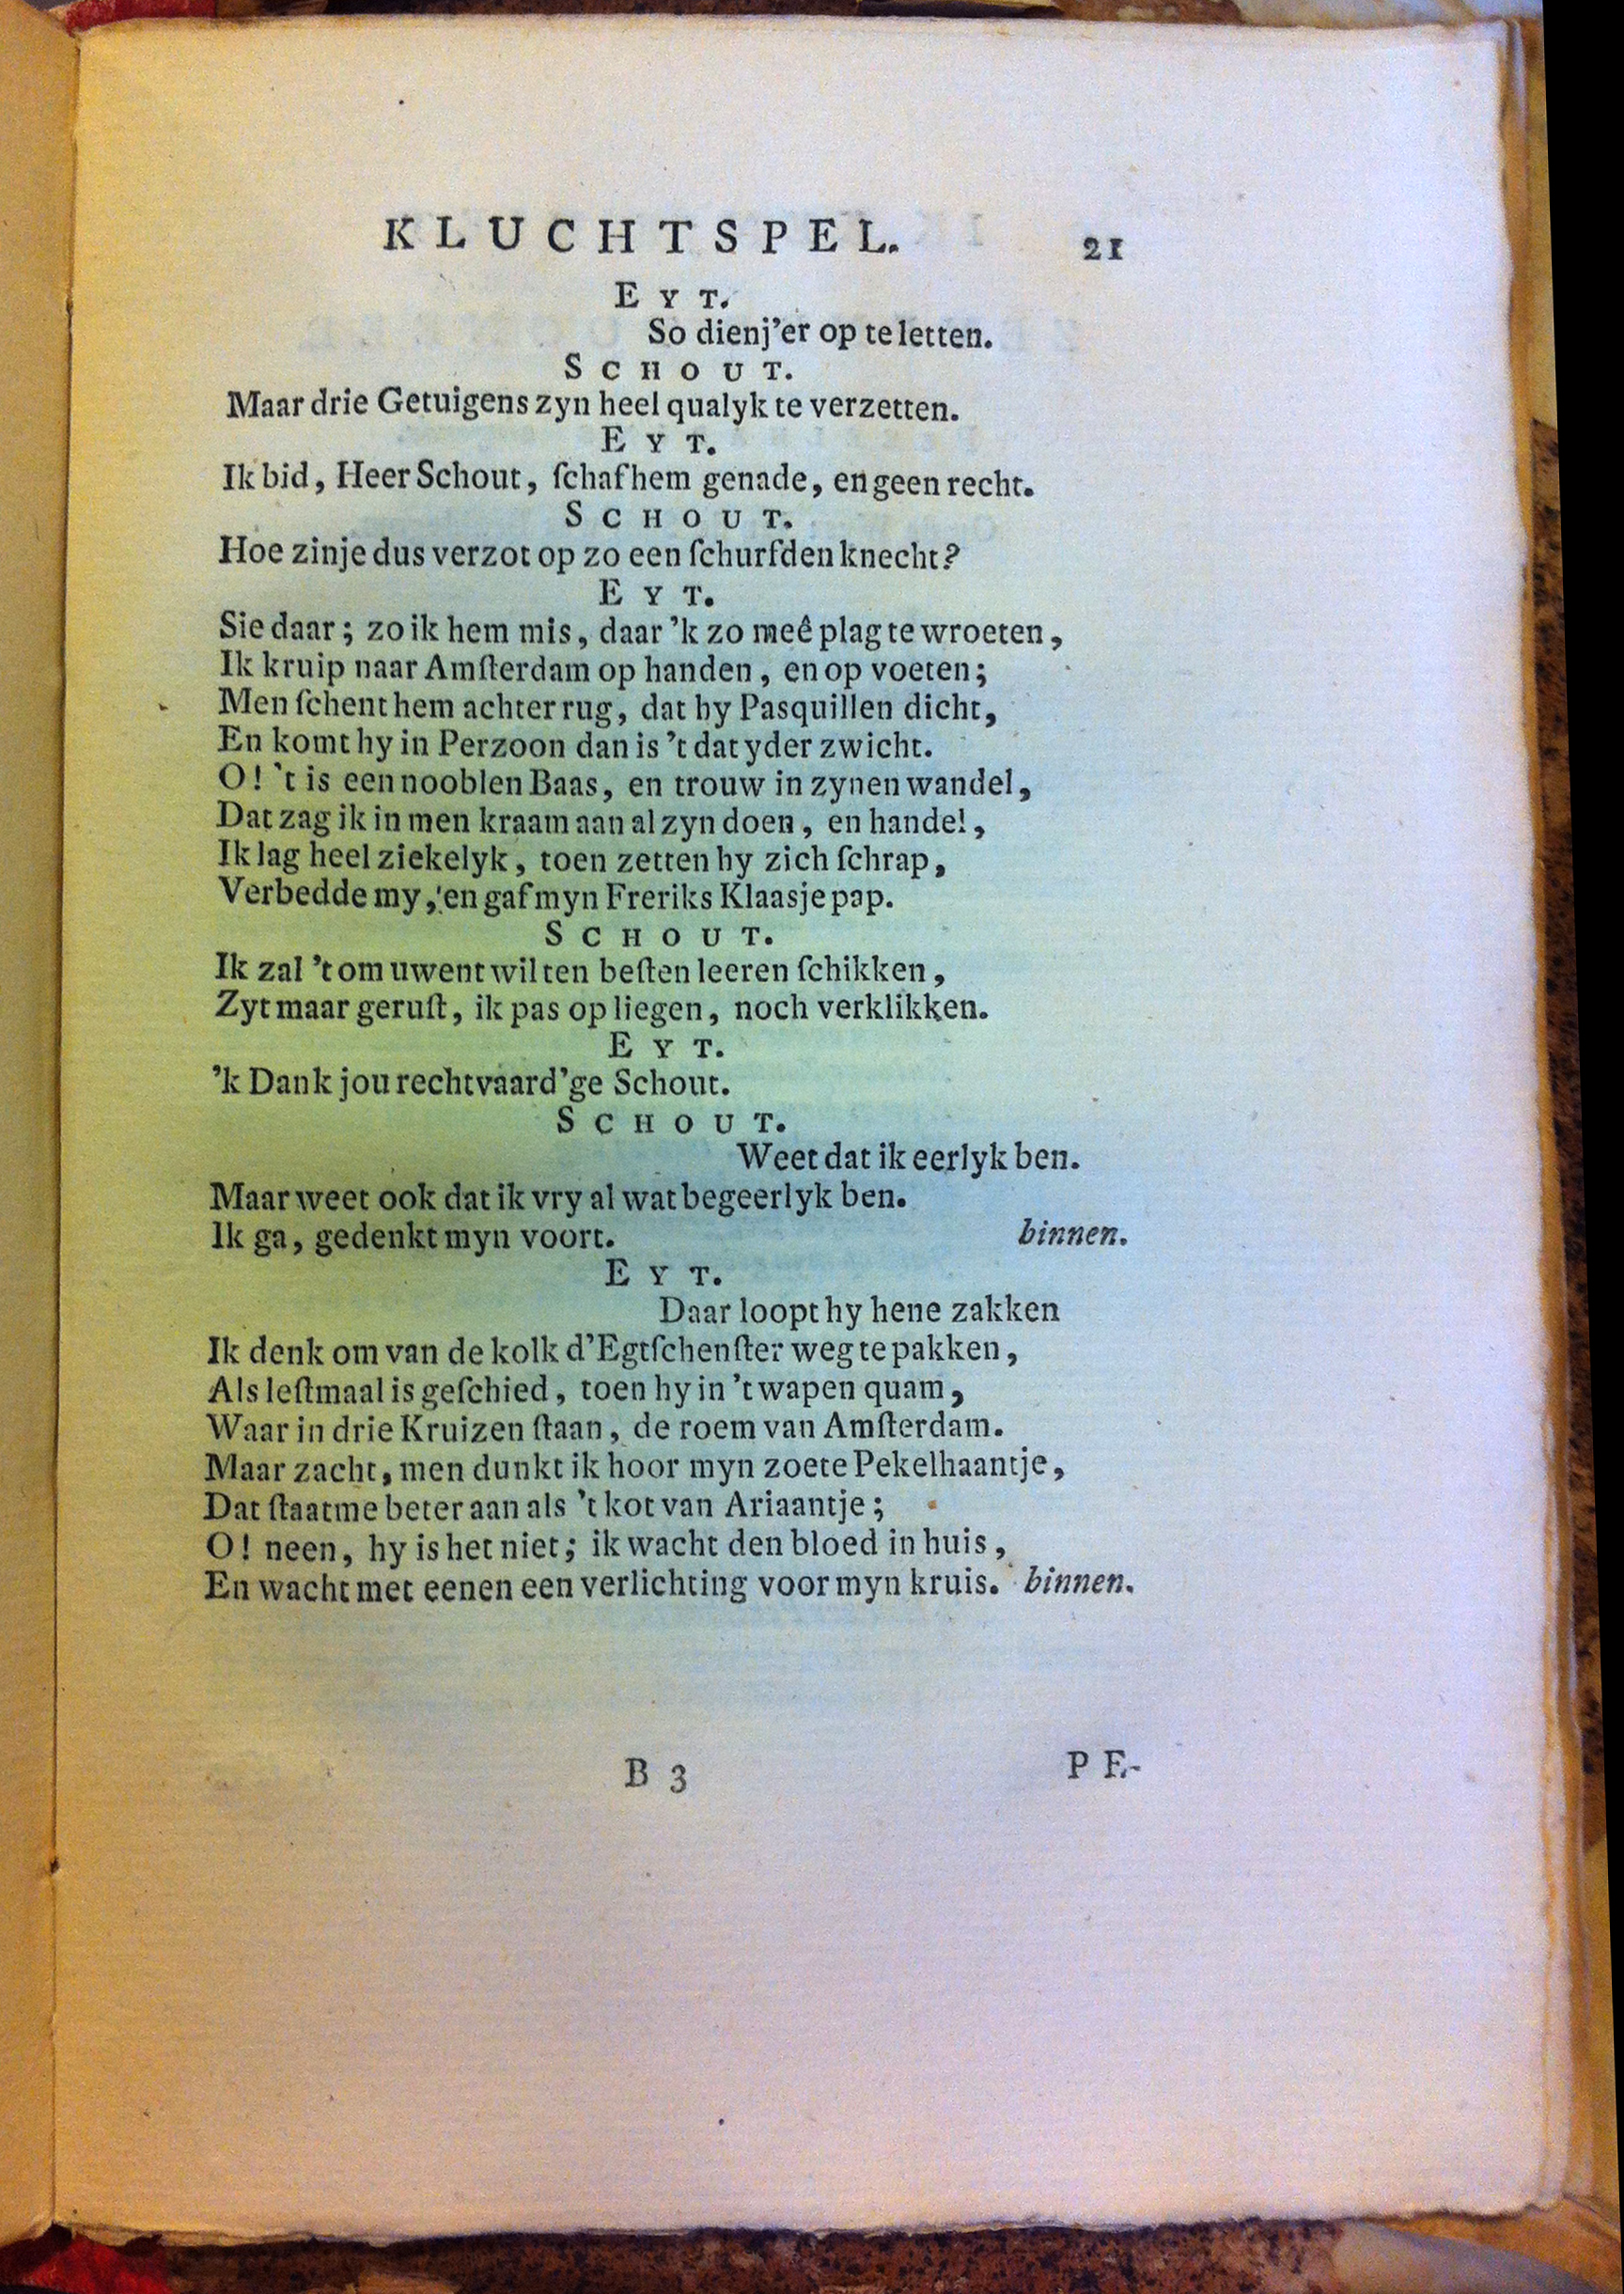 KLUCHTSPEL. 21
EYT.
So dienj'er op te letten.
SCHOUT.
Maar drie Getuigens zyn heel qualyk te verzetten.
EYT.
Ik bid, Heer Schout, ſchaf hem genade, en geen recht.
SCHOUT.
Hoe zinje dus verzot op zo een ſchurfden knecht?
EYT.
Sie daar; zo ik hem mis, daar 'k zo meê plag te wroeten,
Ik kruip naar Amſterdam op handen, en op voeten;
Men ſchent hem achter rug, dat hy Pasquillen dicht,
En komt hy in Perzoon dan is 't dat yder zwicht.
O! 't is een nooblen Baas, en trouw in zynen wandel,
Dat zag ik in men kraam aan al zyn doen, en handel,
Ik lag heel ziekelyk, toen zetten hy zich ſchrap,
Verbedde my, en gaf myn Freriks Klaasje pap.
SCHOUT.
Ik zal 't om uwent wil ten beſten leeren ſchikken,
Zyt maar geruſt, ik pas op liegen, noch verklikken.
EYT.
'k Dank jou rechtvaard'ge Schout.
SCHOUT.
Weet dat ik eerlyk ben.
Maar weet ook dat ik vry al wat begeerlyk ben.
Ik ga, gedenkt myn voort. binnen.
EYT.
Daar loopt hy hene zakken
Ik denk om van de kolk d'Egtſchenſter weg te pakken,
Als leſtmaal is geſchied, toen hy in 't wapen quam,
Waar in drie Kruizen ſtaan, de roem van Amſterdam.
Maar zacht, men dunkt ik hoor myn zoete Pekelhaantje,
Dat ſtaatme beter aan als 't kot van Ariaantje;
O! neen, hy is het niet; ik wacht den bloed in huis,
En wacht met eenen een verlichting voor myn kruis. binnen.
B 3 PE-